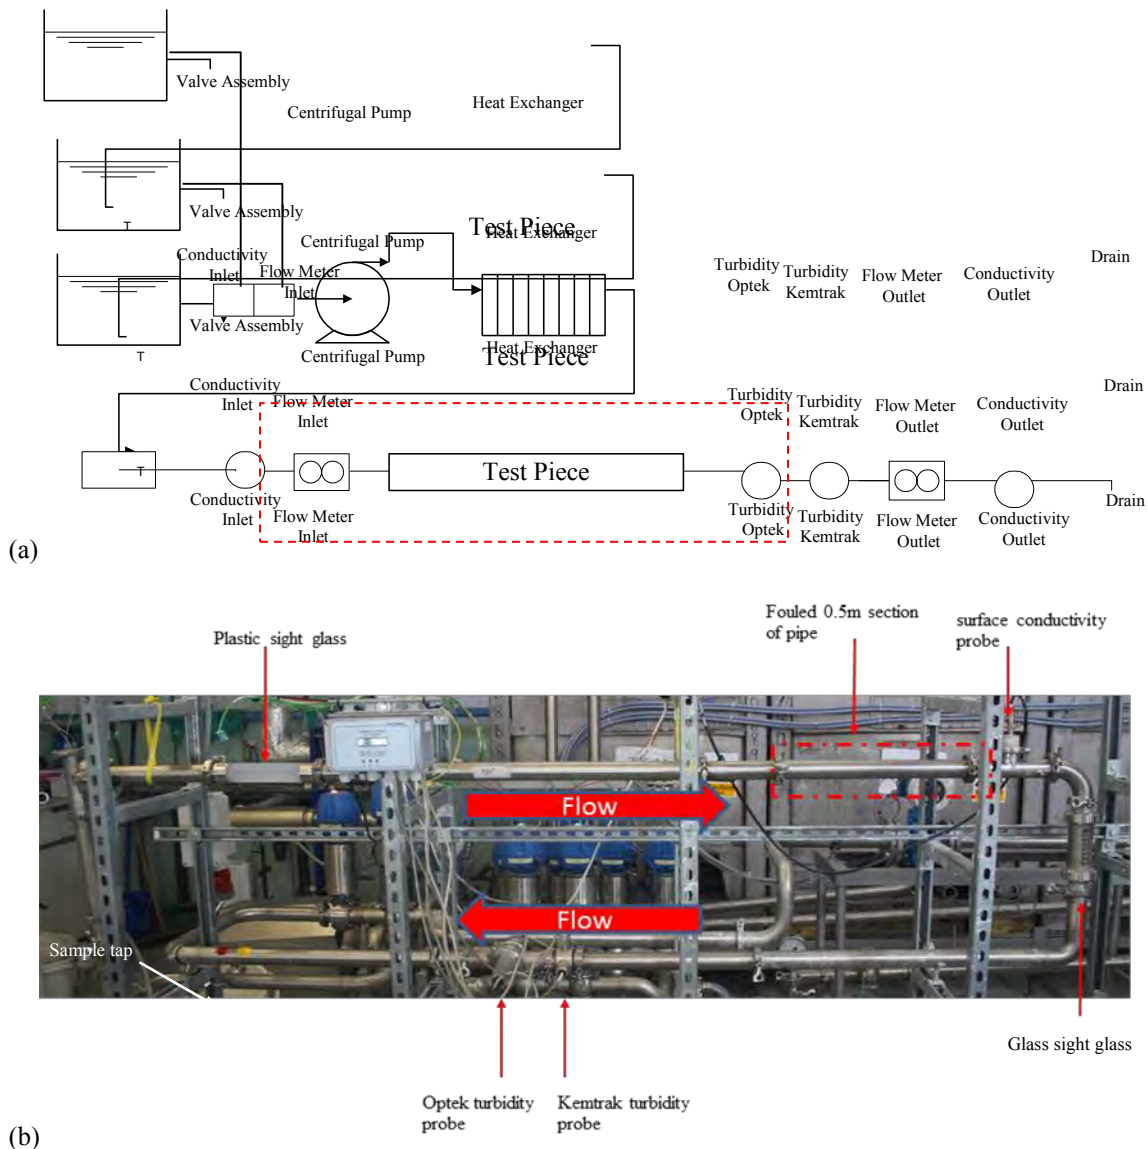 Valve Assembly
Centrifugal Pump
Heat Exchanger
T
Valve Assembly
Test Piece
Heat Exchanger
Centrifugal Pump
Conductivity
Inlet
Flow Meter
Inlet
Turbidity
Optek
Turbidity
Kemtrak
Flow Meter
Outlet
Conductivity
Outlet
Drain
Valve Assembly
Centrifugal Pump
Heat Exchanger
Test Piece
T
Conductivity
Inlet
Flow Meter
Inlet
Turbidity
Optek
Turbidity
Kemtrak
Flow Meter
Outlet
Conductivity
Outlet
Drain
T
Test Piece
Conductivity
Inlet
Flow Meter
Inlet
Turbidity
Optek
Turbidity
Kemtrak
Flow Meter
Outlet
Conductivity
Outlet
Drain
(a)
Plastic sight glass
Fouled 0.5m section
of pipe
surface conductivity
probe
Flow
Flow
Sample tap
Glass sight glass
Optek turbidity
probe
Kemtrak turbidity
probe
(b)